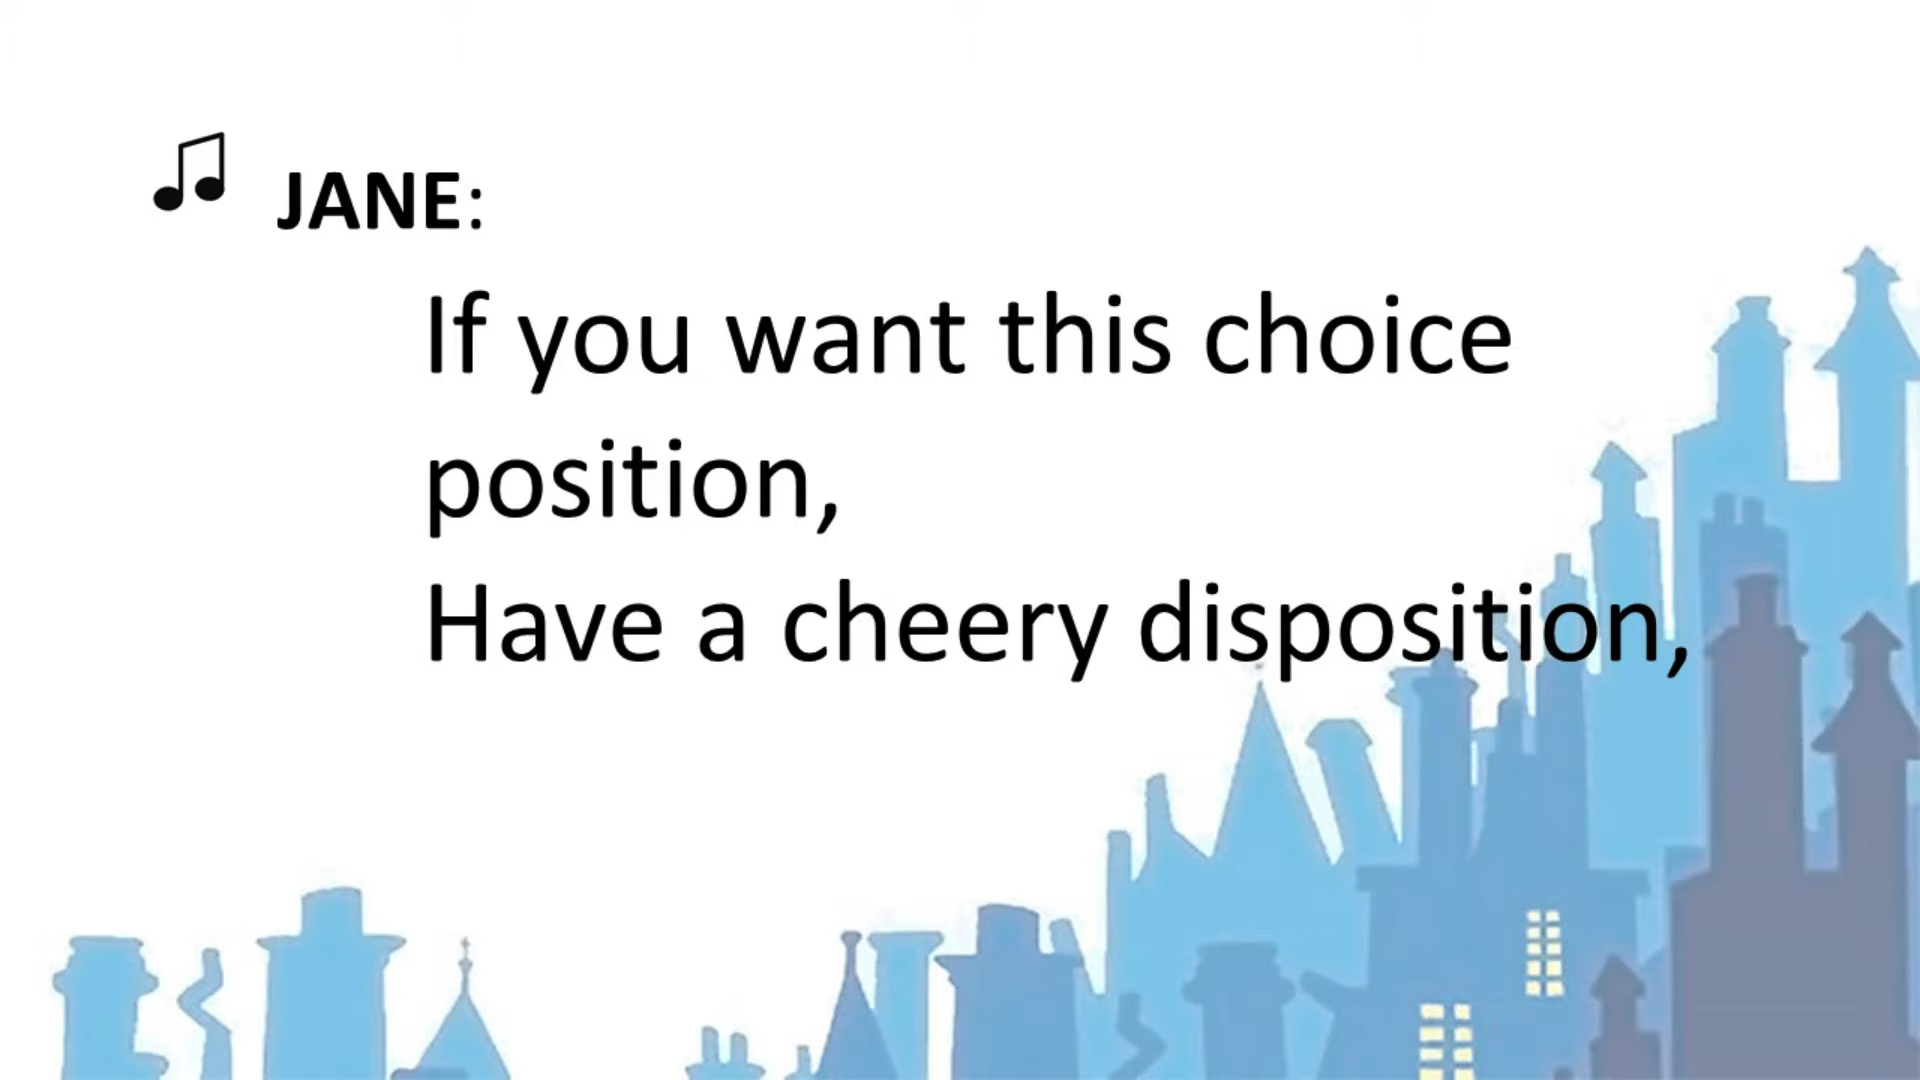 JANE:
If you want this choice
position,
Have a cheery disposition,